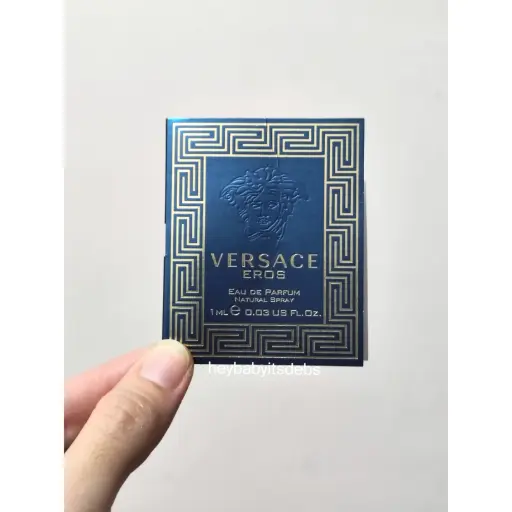 VERSACE
EROS
EAU DE PARFUM
NATURAL SPRAY
1 ML ℮ 0.03 US FL.OZ.
heybabyitsdebs